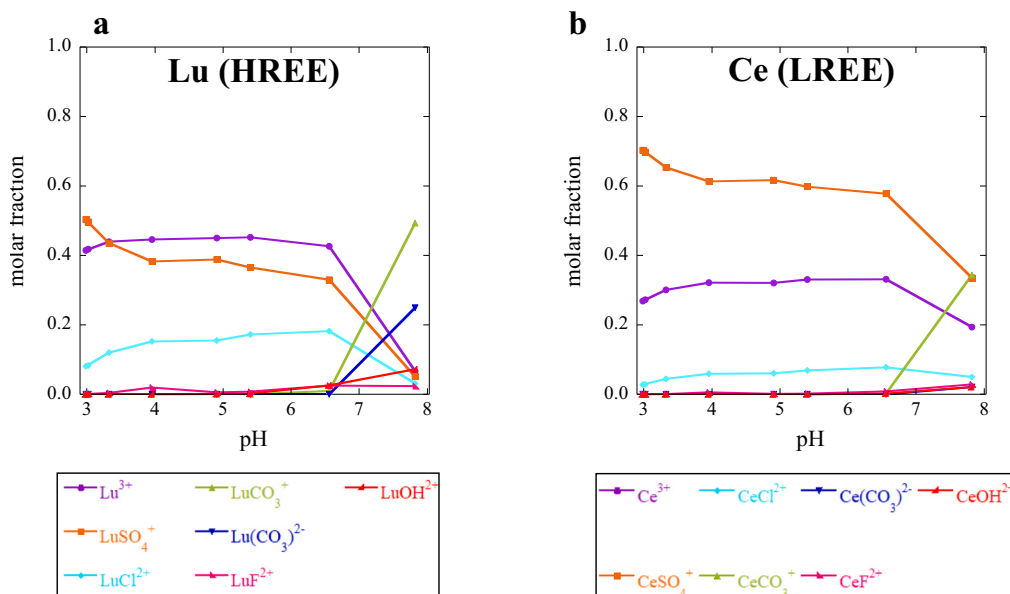 a
b
Lu (HREE)
Ce (LREE)
1.0
0.8
0.6
0.4
0.2
0.0
molar fraction
3 4 5 6 7 8
pH
1.0
0.8
0.6
0.4
0.2
0.0
molar fraction
3 4 5 6 7 8
pH
Lu³⁺ LuCO₃⁺ LuOH²⁺
LuSO₄⁺ Lu(CO₃)²⁻
LuCl²⁺ LuF²⁺
Ce³⁺ CeCl²⁺ Ce(CO₃)²⁻ CeOH²⁻
CeSO₄⁺ CeCO₃⁺ CeF²⁺